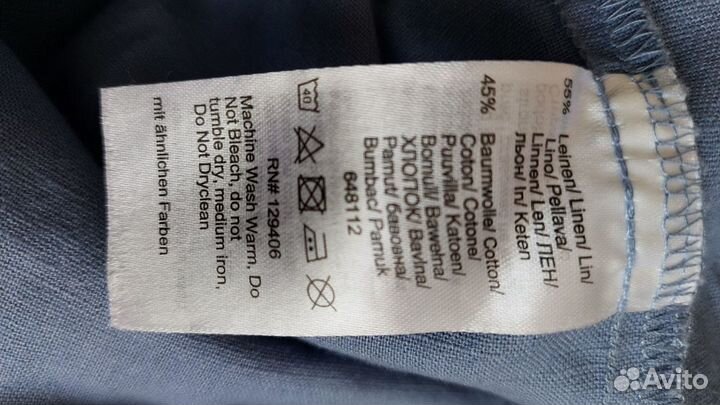 55% Leinen/ Linen/ Lin/
Lino/ Pellava/
Linnen/ Len/ ЛЕН/
льон/ In/ Keten
45% Baumwolle/ Cotton/
Coton/ Cotone/
Puuvilla/ Katoen/
Bomull/ Bawełna/
ХЛОПОК/ Bavlna/
Pamut/ бавовна/
Bumbac/ Pamuk
648112
40
RN# 129406
Machine Wash Warm, Do
Not Bleach, do not
tumble dry, medium iron,
Do Not Dryclean
mit ähnlichen Farben
Avito